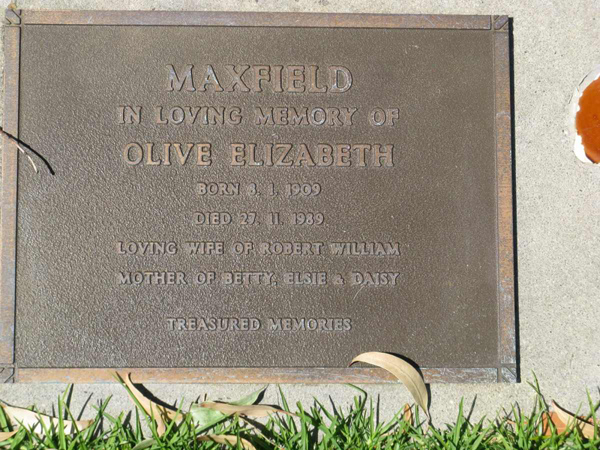 MAXFIELD
IN LOVING MEMORY OF
OLIVE ELIZABETH
BORN 8. 1. 1909
DIED 27. 11. 1989.
LOVING WIFE OF ROBERT WILLIAM
MOTHER OF BETTY, ELSIE & DAISY
TREASURED MEMORIES